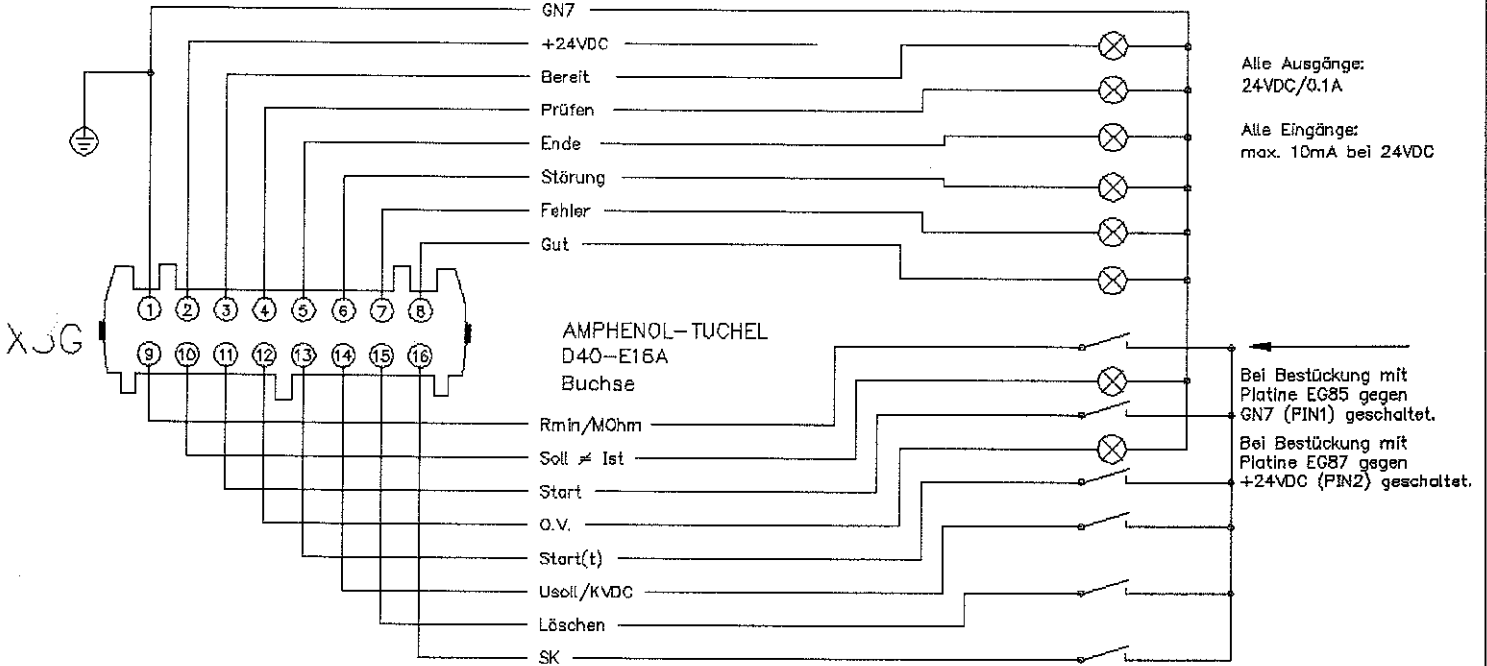 GN7
+24VDC
Bereit
Prüfen
Ende
Störung
Fehler
Gut
Alle Ausgänge:
24VDC/0.1A
Alle Eingänge:
max. 10mA bei 24VDC
1 2 3 4 5 6 7 8
9 10 11 12 13 14 15 16
AMPHENOL-TUCHEL
D40-E16A
Buchse
Rmin/MOhm
Soll ≠ Ist
Start
O.V.
Start(t)
Usoll/KVDC
Löschen
SK
Bei Bestückung mit
Platine EG85 gegen
GN7 (PIN1) geschaltet.
Bei Bestückung mit
Platine EG87 gegen
+24VDC (PIN2) geschaltet.